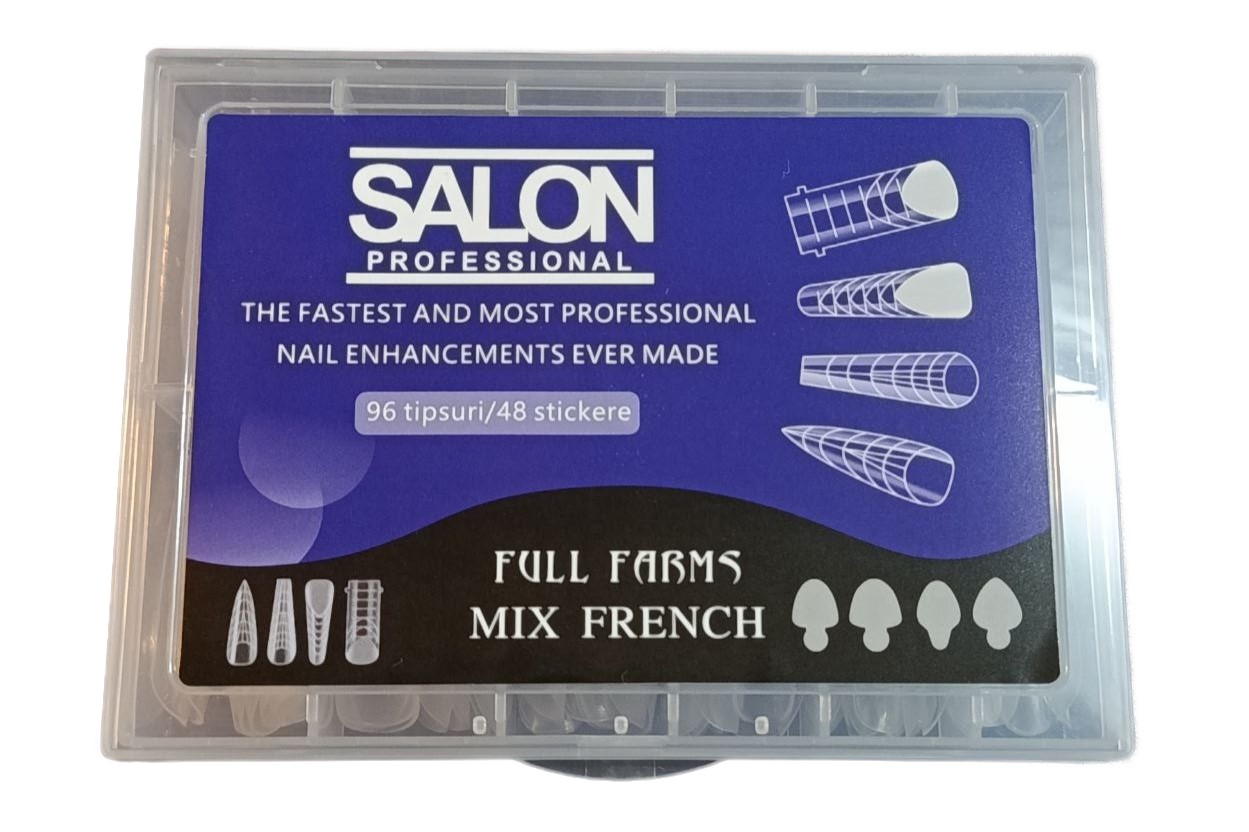 SALON
PROFESSIONAL
THE FASTEST AND MOST PROFESSIONAL
NAIL ENHANCEMENTS EVER MADE
96 tipsuri/48 stickere
FULL FARMS
MIX FRENCH